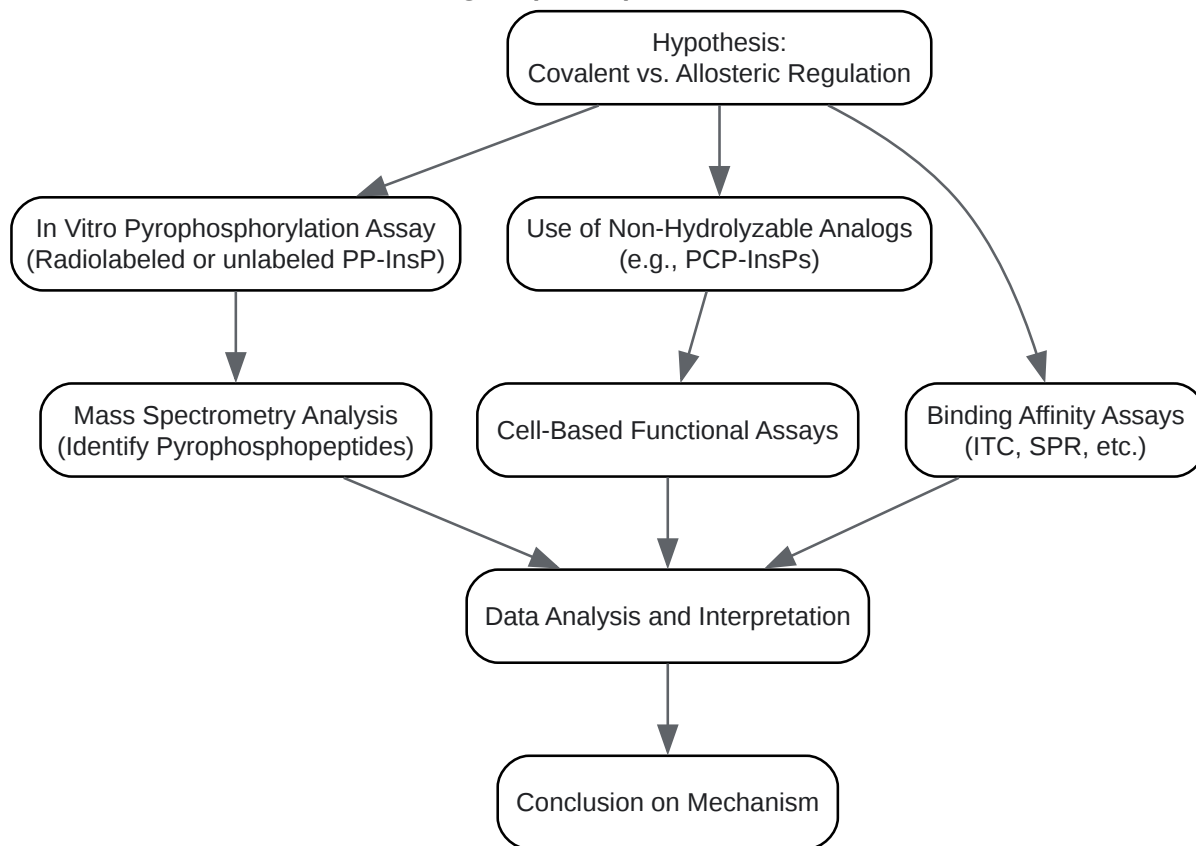 Hypothesis:
Covalent vs. Allosteric Regulation
In Vitro Pyrophosphorylation Assay
(Radiolabeled or unlabeled PP-InsP)
Use of Non-Hydrolyzable Analogs
(e.g., PCP-InsPs)
Mass Spectrometry Analysis
(Identify Pyrophosphopeptides)
Cell-Based Functional Assays
Binding Affinity Assays
(ITC, SPR, etc.)
Data Analysis and Interpretation
Conclusion on Mechanism